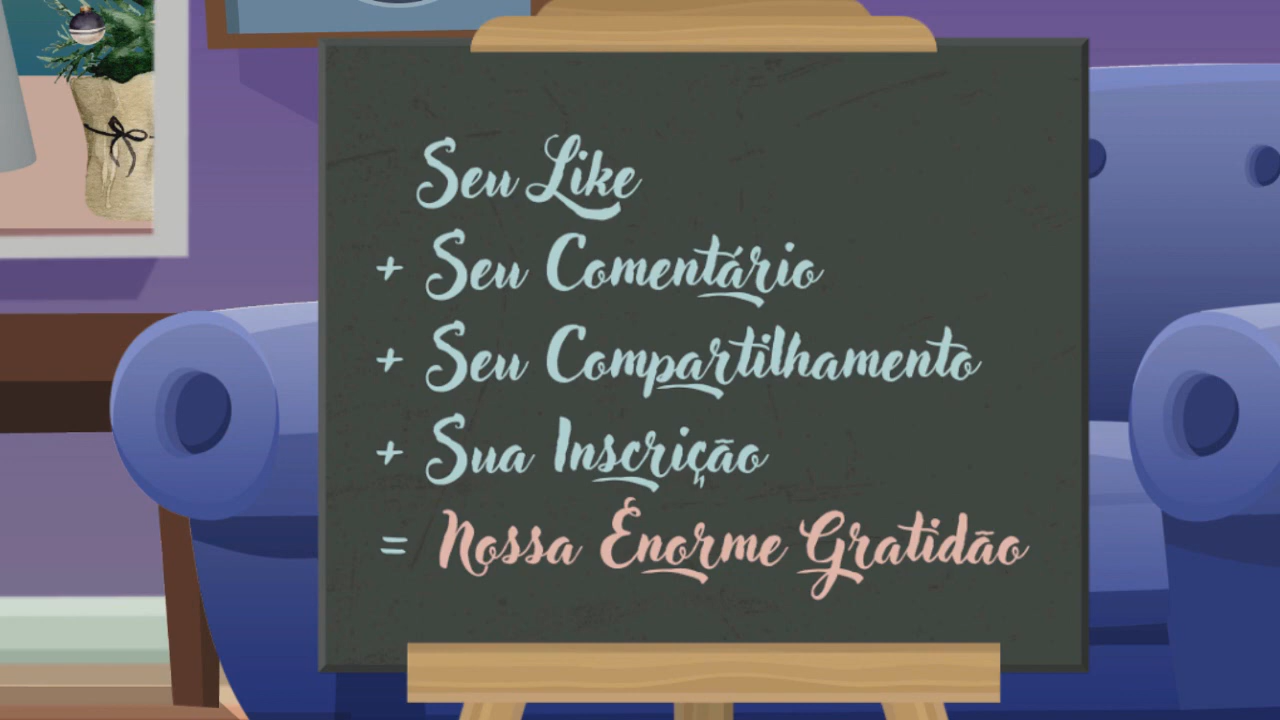 Seu Like
+ Seu Comentário
+ Seu Compartilhamento
+ Sua Inscrição
= Nossa Enorme Gratidão